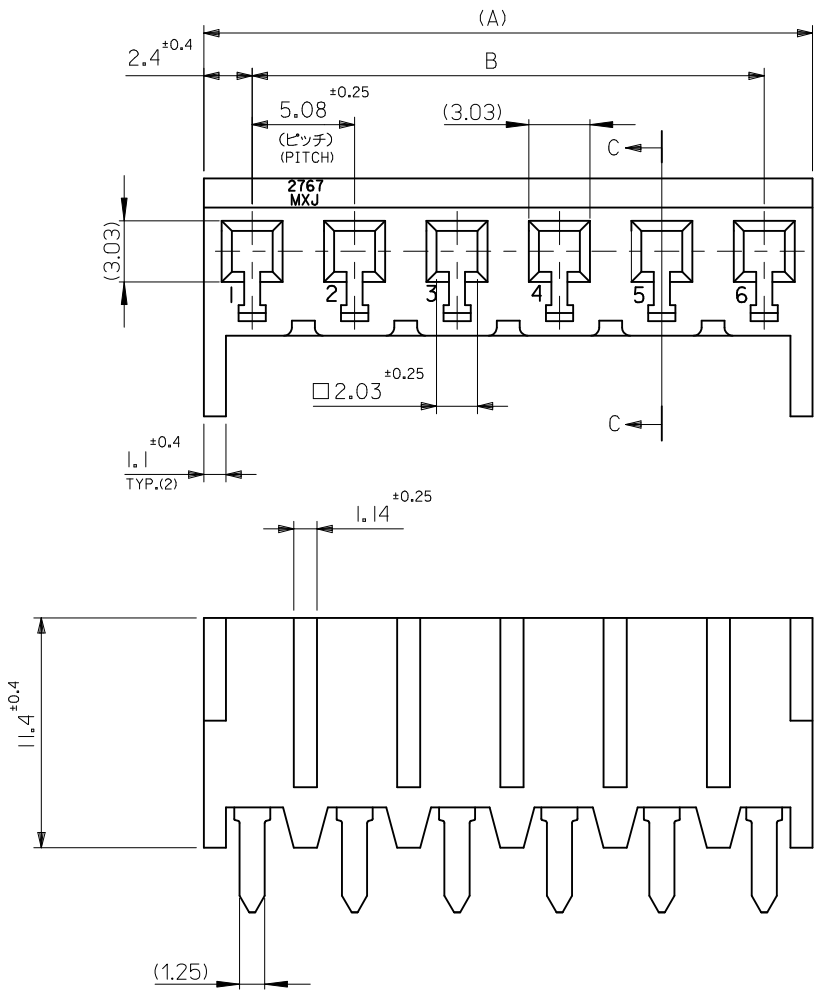 (A)
2.4±0.4
B
5.08±0.25
(ピッチ)
(PITCH)
(3.03)
C
2767
MXJ
(3.03)
1 2 3 4 5 6
□2.03±0.25
C
1.1±0.4
TYP.(2)
1.14±0.25
11.4±0.4
(1.25)